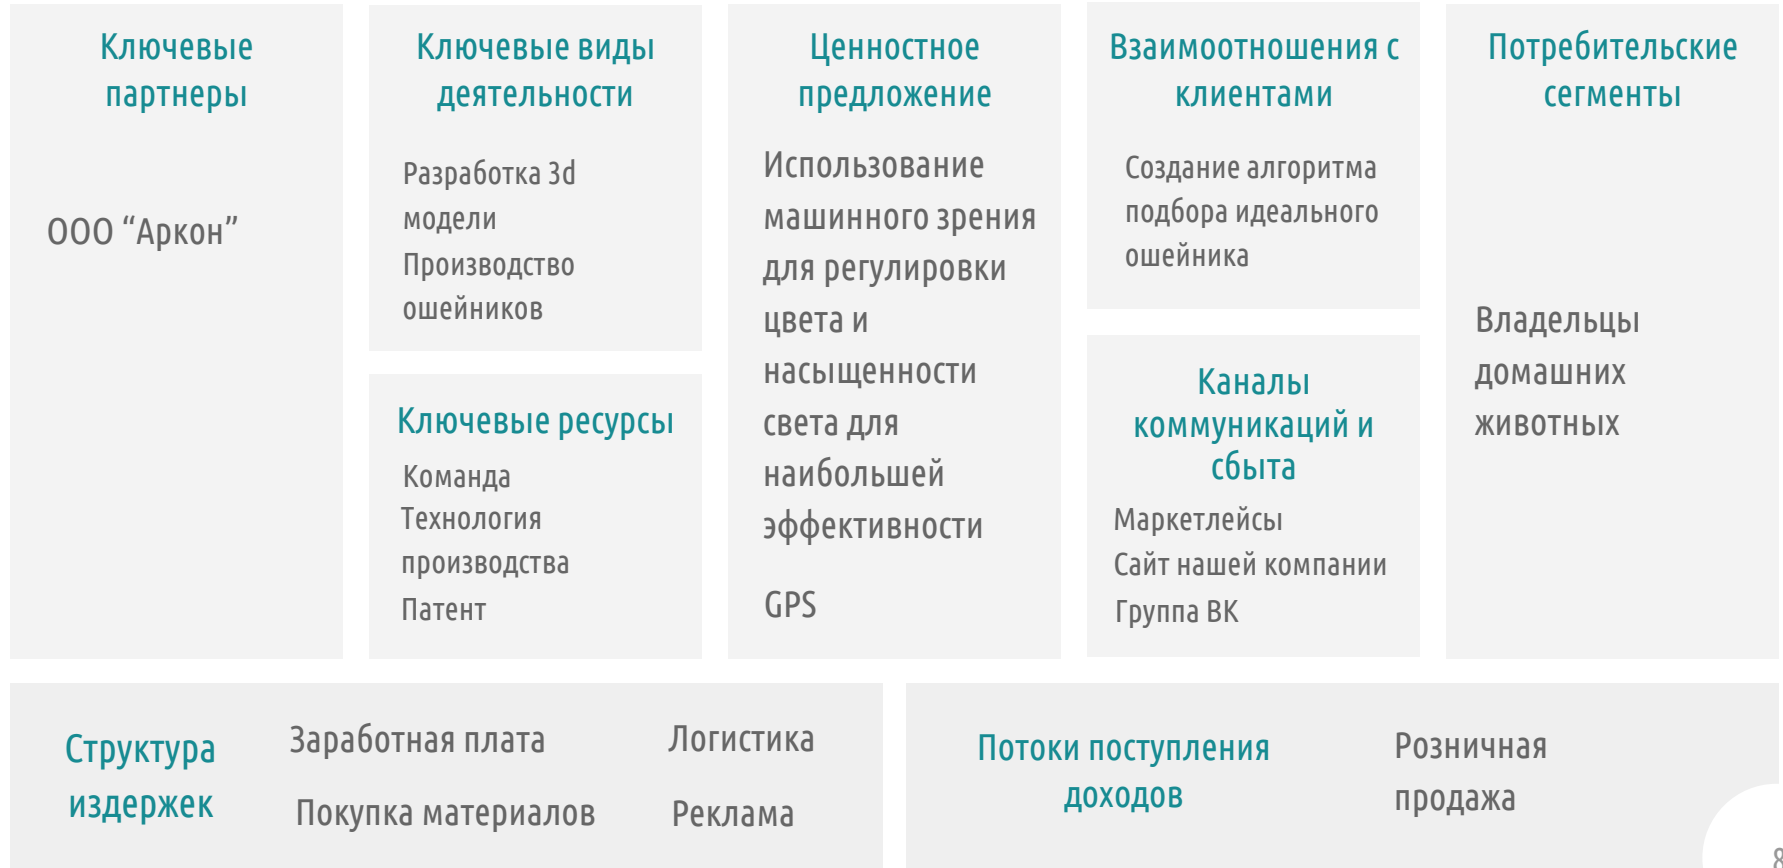 Ключевые
партнеры
ООО “Аркон”
Ключевые виды
деятельности
Разработка 3d
модели
Производство
ошейников
Ключевые ресурсы
Команда
Технология
производства
Патент
Ценностное
предложение
Использование
машинного зрения
для регулировки
цвета и
насыщенности
света для
наибольшей
эффективности
GPS
Взаимоотношения с
клиентами
Создание алгоритма
подбора идеального
ошейника
Каналы
коммуникаций и
сбыта
Маркетлейсы
Сайт нашей компании
Группа ВК
Потребительские
сегменты
Владельцы
домашних
животных
Структура
издержек
Заработная плата
Покупка материалов
Логистика
Реклама
Потоки поступления
доходов
Розничная
продажа
8